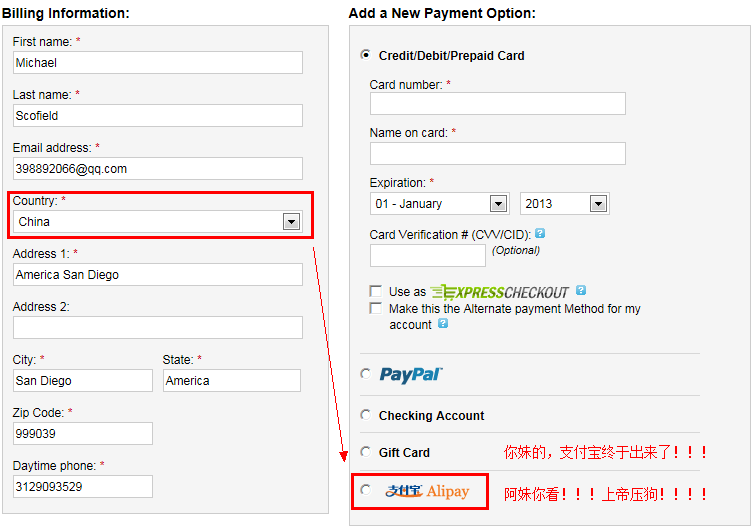 Billing Information:
First name: *
Michael
Last name: *
Scofield
Email address: *
398892066@qq.com
Country: *
China
Address 1: *
America San Diego
Address 2:
City: * State: *
San Diego America
Zip Code: *
999039
Daytime phone: *
3129093529
Add a New Payment Option:
Credit/Debit/Prepaid Card
Card number: *
Name on card: *
Expiration: *
01 - January 2013
Card Verification # (CVV/CID): ?
(Optional)
Use as EXPRESSCHECKOUT ?
Make this the Alternate payment Method for my
account ?
PayPal
Checking Account
Gift Card 你妹的，支付宝终于出来了！！！
支付宝 Alipay 阿妹你看！！！上帝压狗！！！！